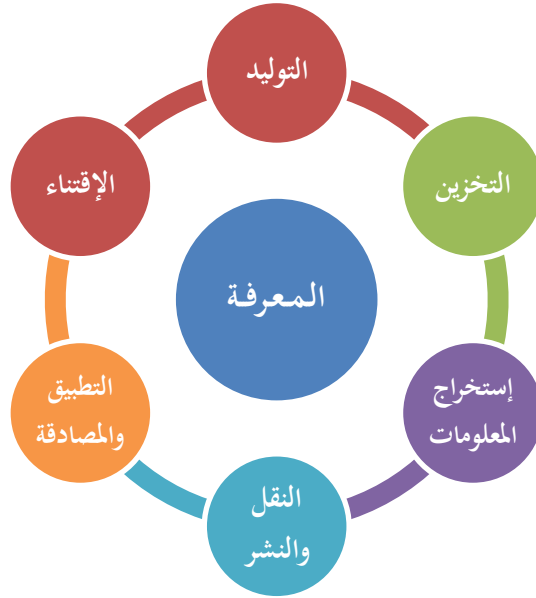 التوليد
التخزين
إستخراج
المعلومات
النقل
والنشر
التطبيق
والمصادقة
الإقتناء
المعرفة